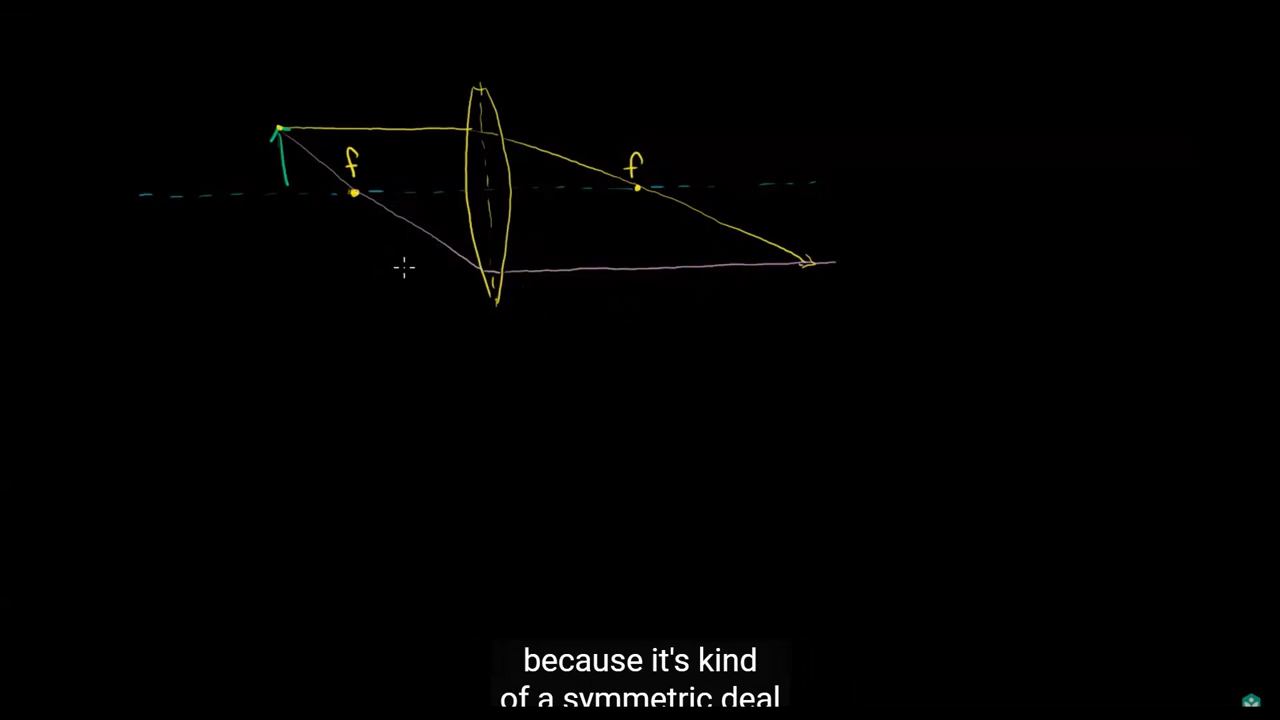 f
f
because it's kind
of a symmetric deal